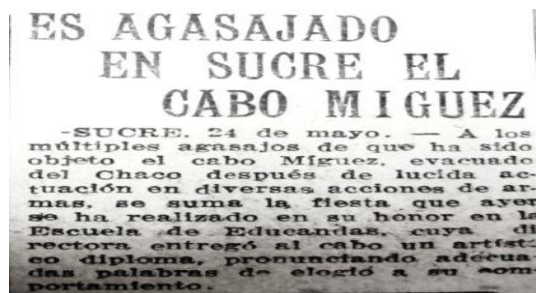 ES AGASAJADO
EN SUCRE EL
CABO MIGUEZ
-SUCRE, 24 de mayo. — A los
múltiples agasajos de que ha sido
objeto el cabo Míguez, evacuado
del Chaco después de lucida ac-
tuación en diversas acciones de ar-
mas, se suma la fiesta que ayer
se ha realizado en su honor en la
Escuela de Educandas, cuya di
rectora entregó al cabo un artíst
co diploma, pronunciando adecua-
das palabras de elogio a su com-
portamiento.